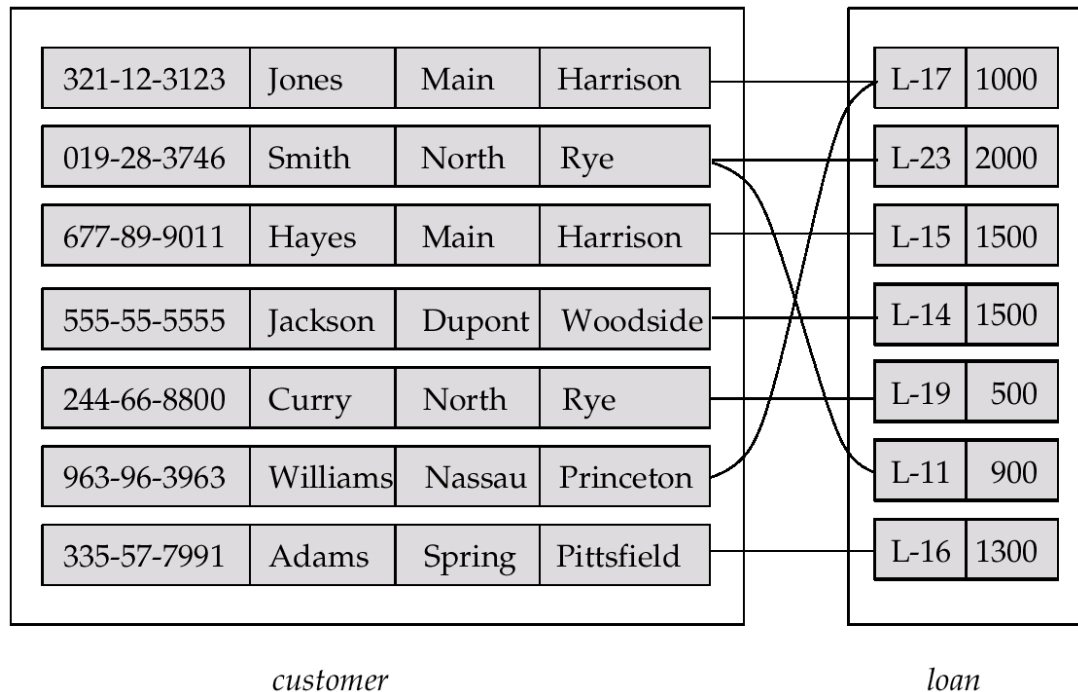 321-12-3123 Jones Main Harrison L-17 1000
019-28-3746 Smith North Rye L-23 2000
677-89-9011 Hayes Main Harrison L-15 1500
555-55-5555 Jackson Dupont Woodside L-14 1500
244-66-8800 Curry North Rye L-19 500
963-96-3963 Williams Nassau Princeton L-11 900
335-57-7991 Adams Spring Pittsfield L-16 1300
customer loan